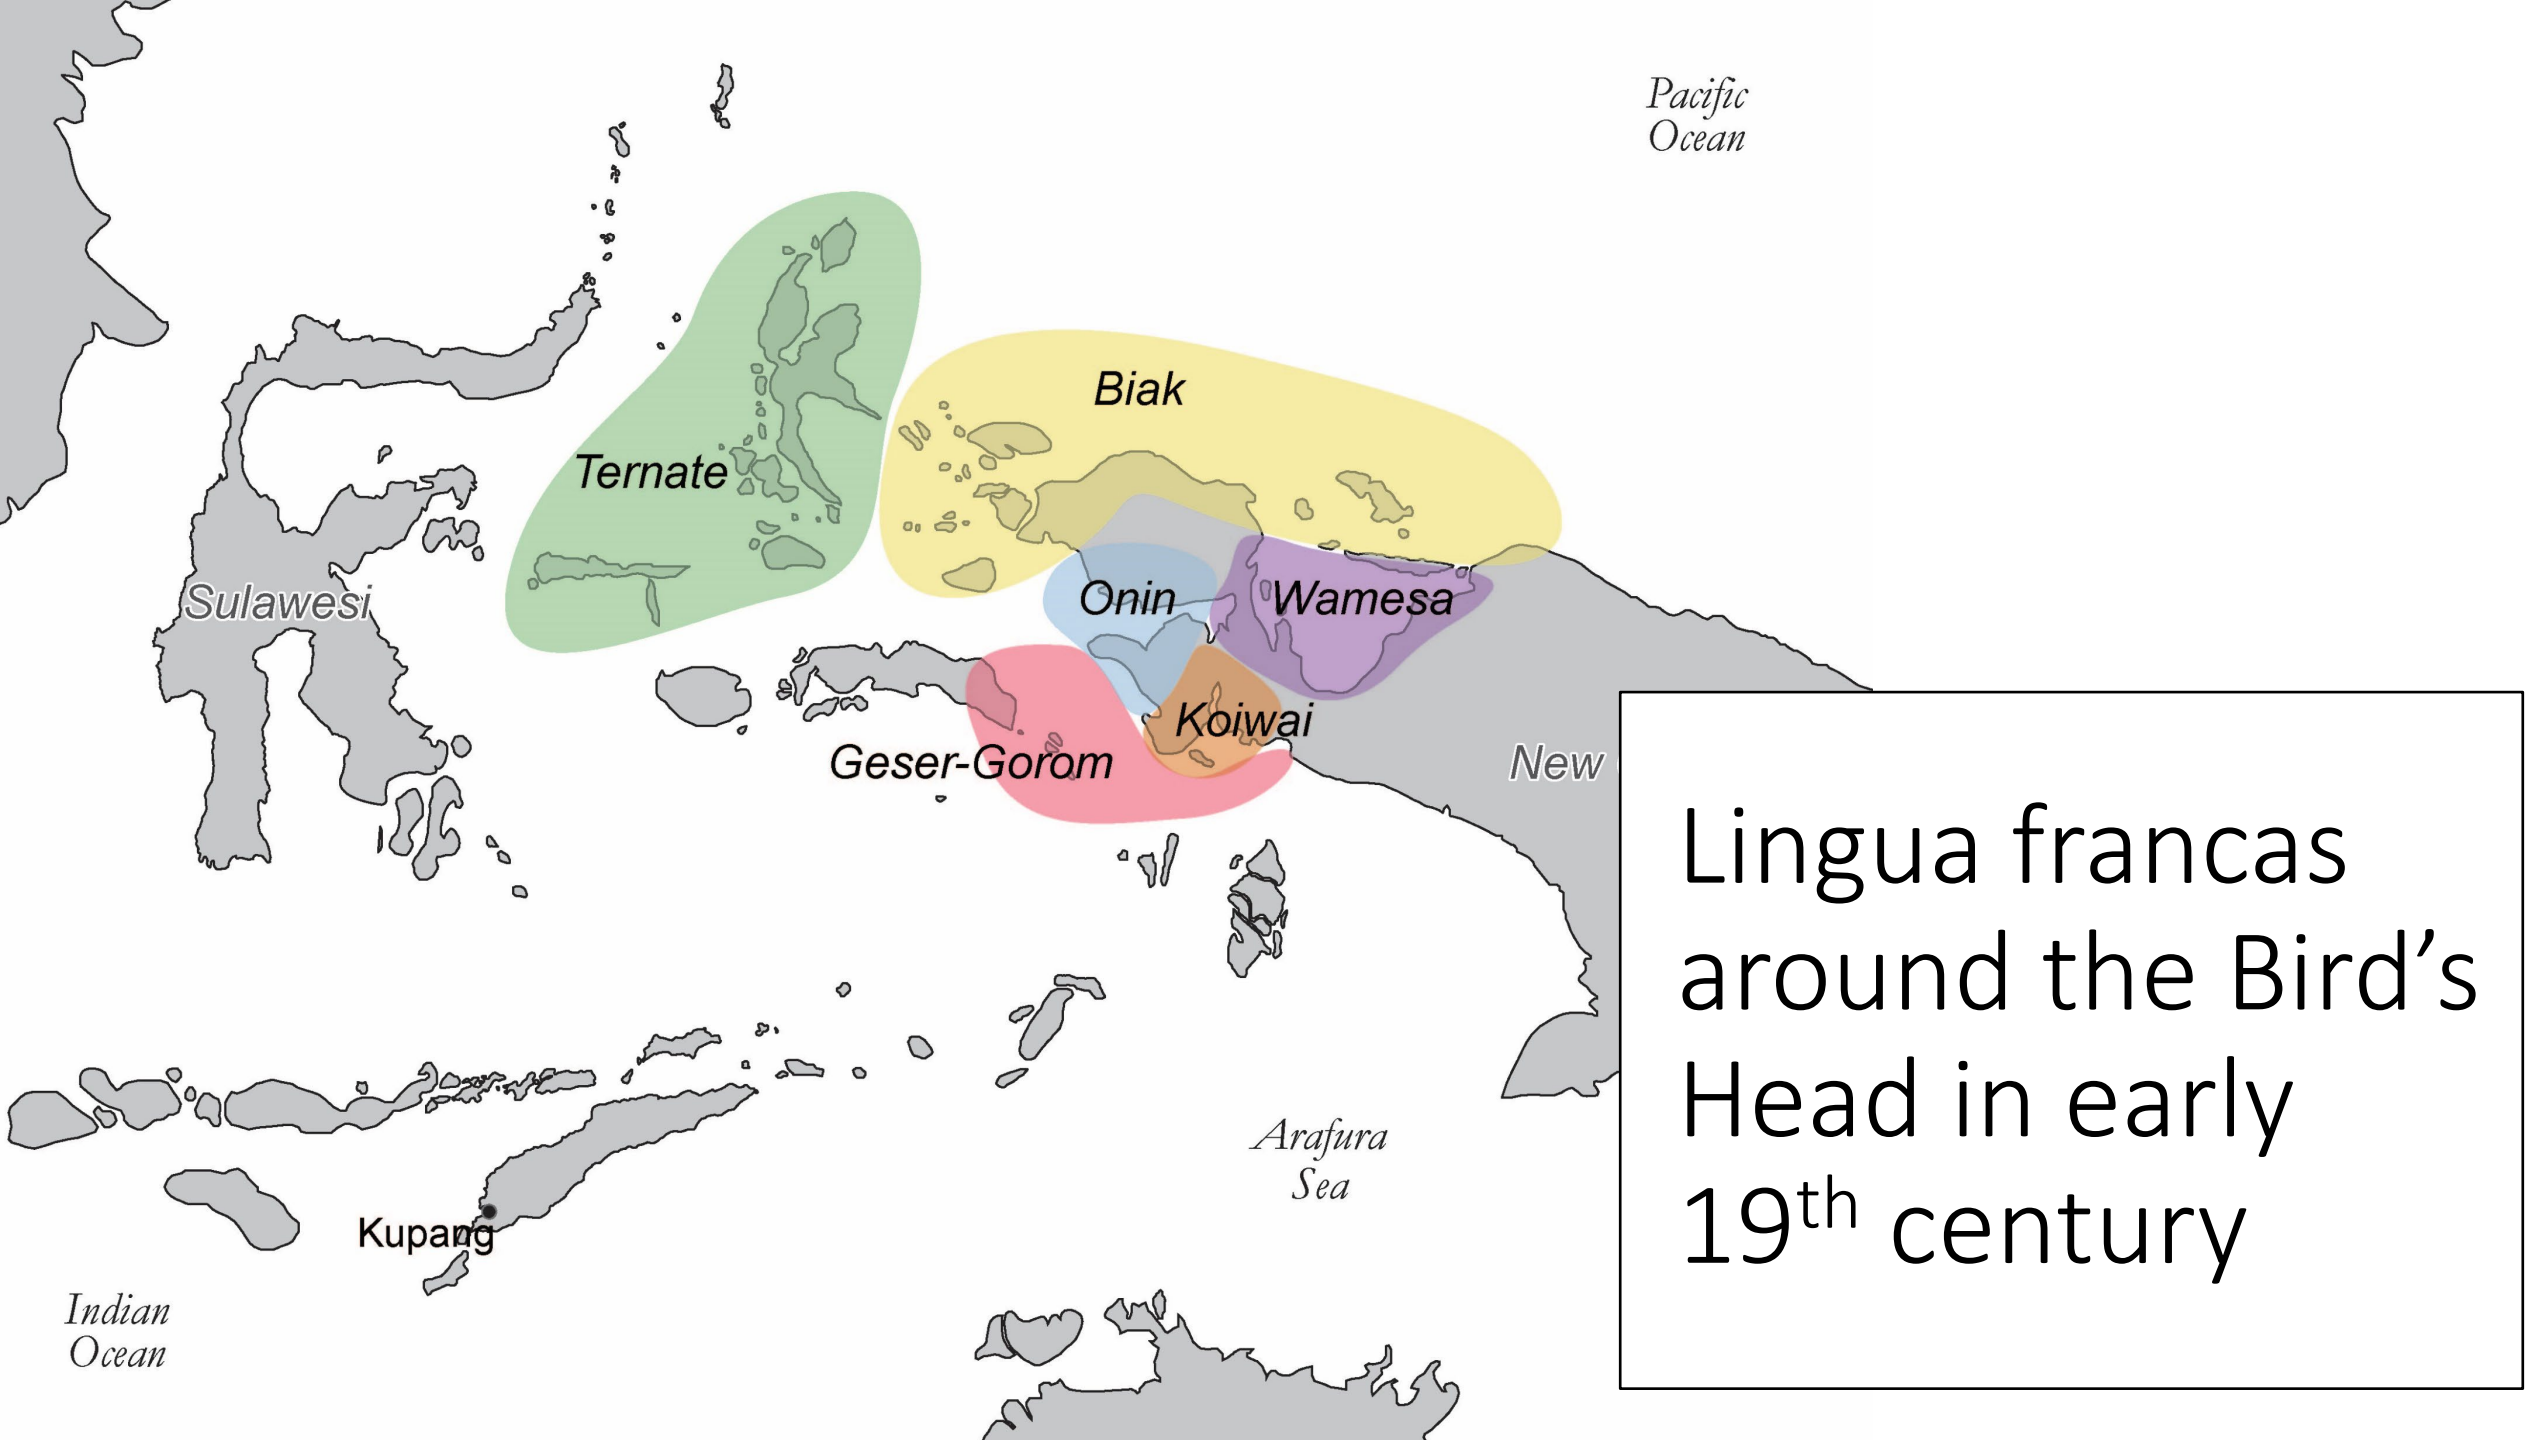 Pacific
Ocean
Biak
Ternate
Sulawesi
Onin
Wamesa
Koiwai
Geser-Gorom
New
Lingua francas
around the Bird’s
Head in early
19th century
Arafura
Sea
Kupang
Indian
Ocean